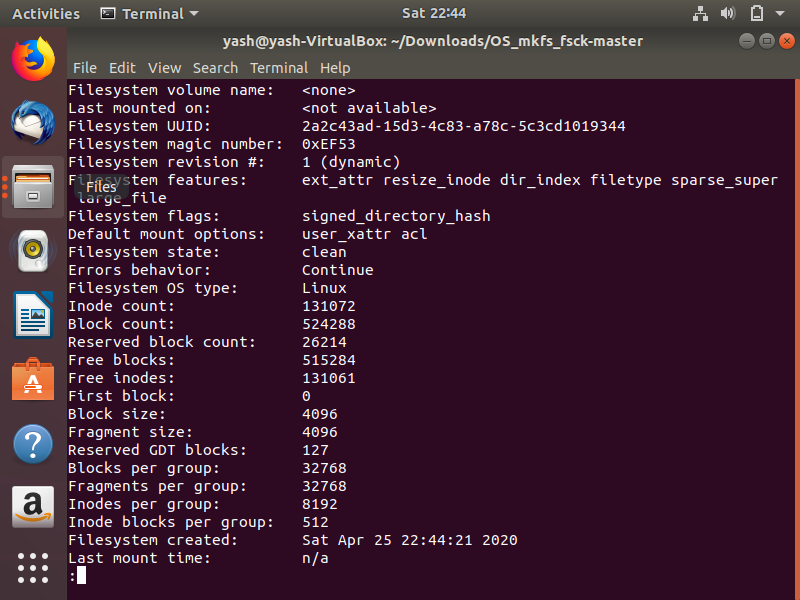 Activities Terminal Sat 22:44
yash@yash-VirtualBox: ~/Downloads/OS_mkfs_fsck-master
File Edit View Search Terminal Help
Filesystem volume name: <none>
Last mounted on: <not available>
Filesystem UUID: 2a2c43ad-15d3-4c83-a78c-5c3cd1019344
Filesystem magic number: 0xEF53
Filesystem revision #: 1 (dynamic)
Filesystem features: ext_attr resize_inode dir_index filetype sparse_super
large_file
Files
Filesystem flags: signed_directory_hash
Default mount options: user_xattr acl
Filesystem state: clean
Errors behavior: Continue
Filesystem OS type: Linux
Inode count: 131072
Block count: 524288
Reserved block count: 26214
Free blocks: 515284
Free inodes: 131061
First block: 0
Block size: 4096
Fragment size: 4096
Reserved GDT blocks: 127
Blocks per group: 32768
Fragments per group: 32768
Inodes per group: 8192
Inode blocks per group: 512
Filesystem created: Sat Apr 25 22:44:21 2020
Last mount time: n/a
: